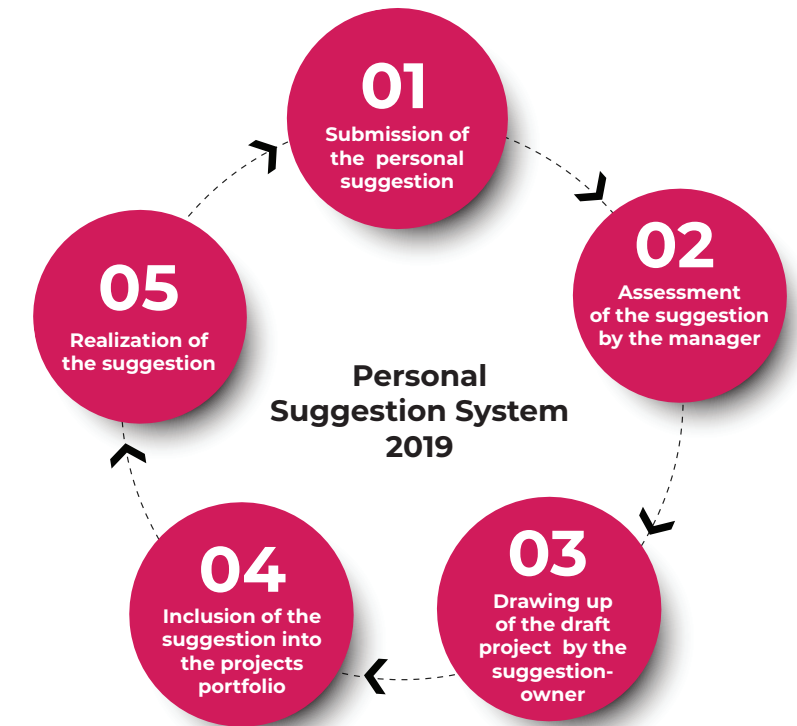 01
Submission of
the personal
suggestion
02
Assessment
of the suggestion
by the manager
03
Drawing up
of the draft
project by the
suggestion-
owner
04
Inclusion of the
suggestion into
the projects
portfolio
05
Realization of
the suggestion
Personal
Suggestion System
2019